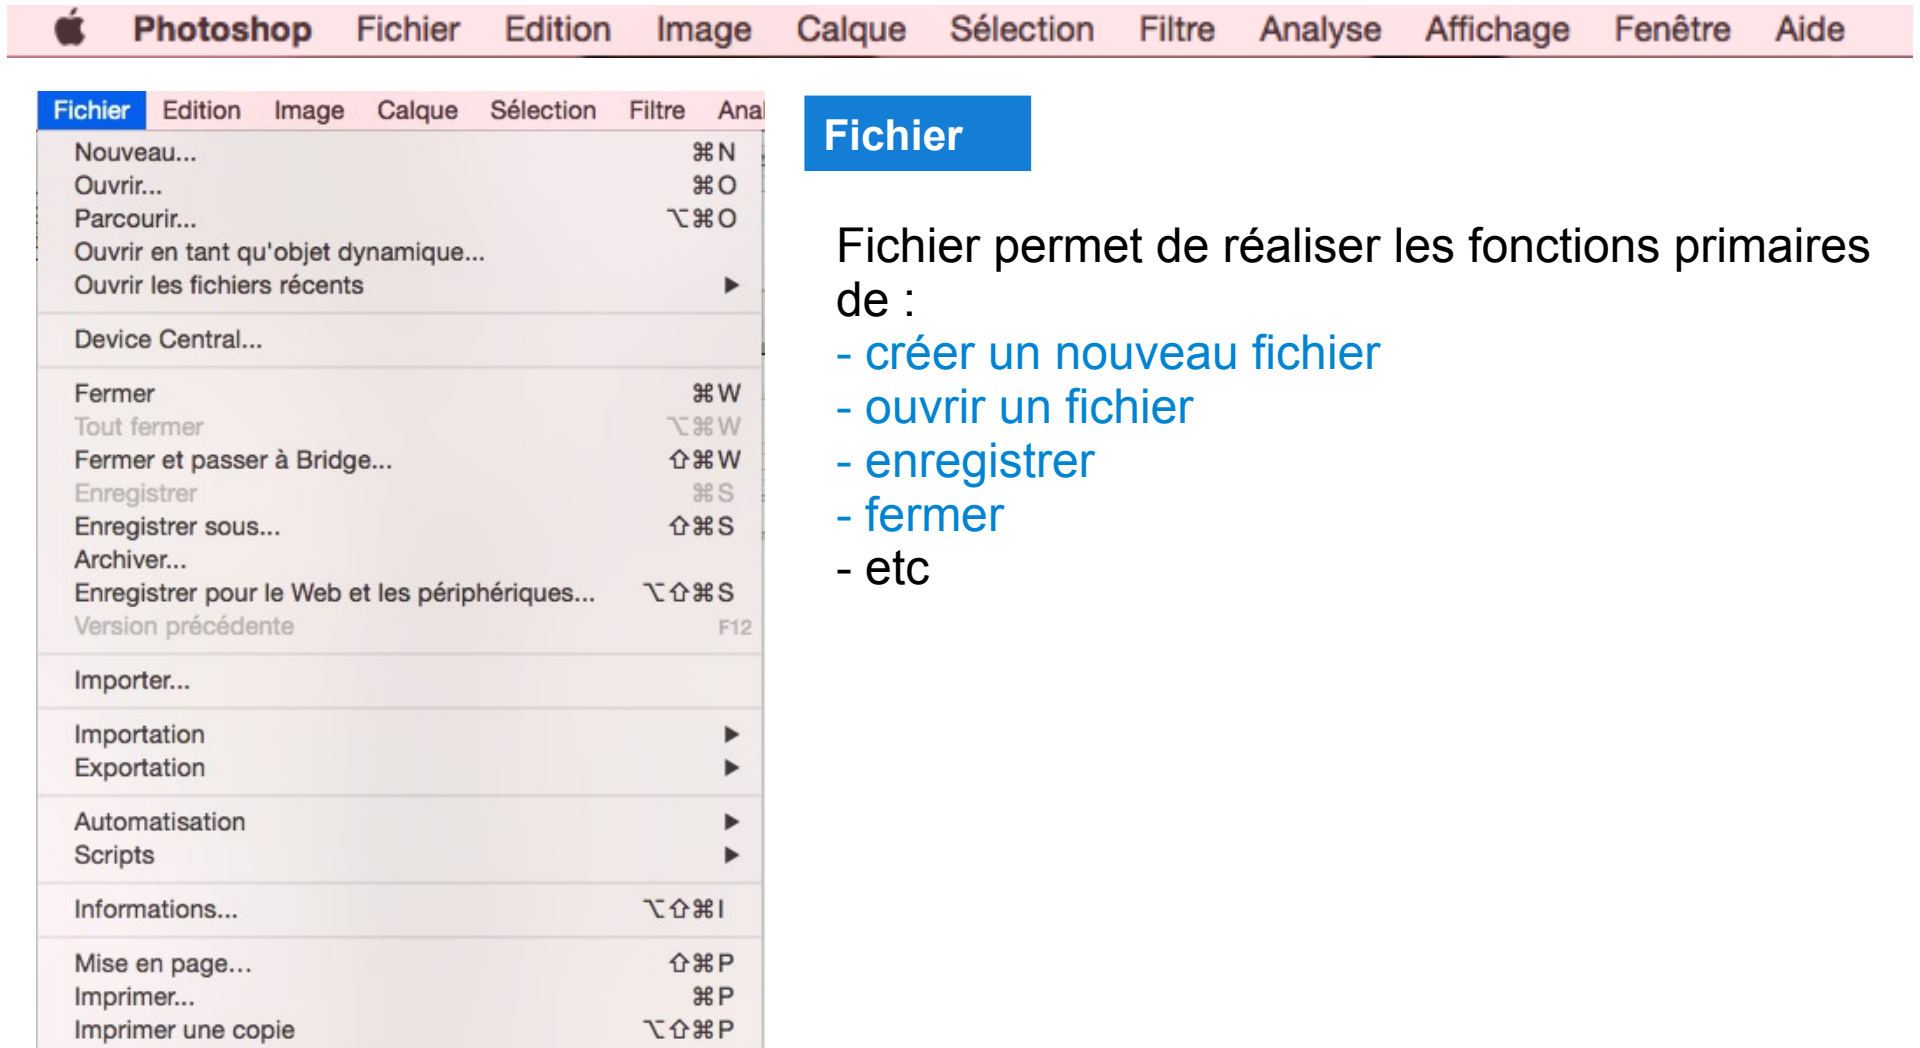 Photoshop Fichier Edition Image Calque Sélection Filtre Analyse Affichage Fenêtre Aide
Fichier Edition Image Calque Sélection Filtre Anal
Nouveau... ⌘N
Ouvrir... ⌘O
Parcourir... ⌥⌘O
Ouvrir en tant qu'objet dynamique...
Ouvrir les fichiers récents ▶
Device Central...
Fermer ⌘W
Tout fermer ⌥⌘W
Fermer et passer à Bridge... ⇧⌘W
Enregistrer ⌘S
Enregistrer sous... ⇧⌘S
Archiver...
Enregistrer pour le Web et les périphériques... ⌥⇧⌘S
Version précédente F12
Importer...
Importation ▶
Exportation ▶
Automatisation ▶
Scripts ▶
Informations... ⌥⇧⌘I
Mise en page... ⇧⌘P
Imprimer... ⌘P
Imprimer une copie ⌥⇧⌘P
Fichier
Fichier permet de réaliser les fonctions primaires
de :
- créer un nouveau fichier
- ouvrir un fichier
- enregistrer
- fermer
- etc